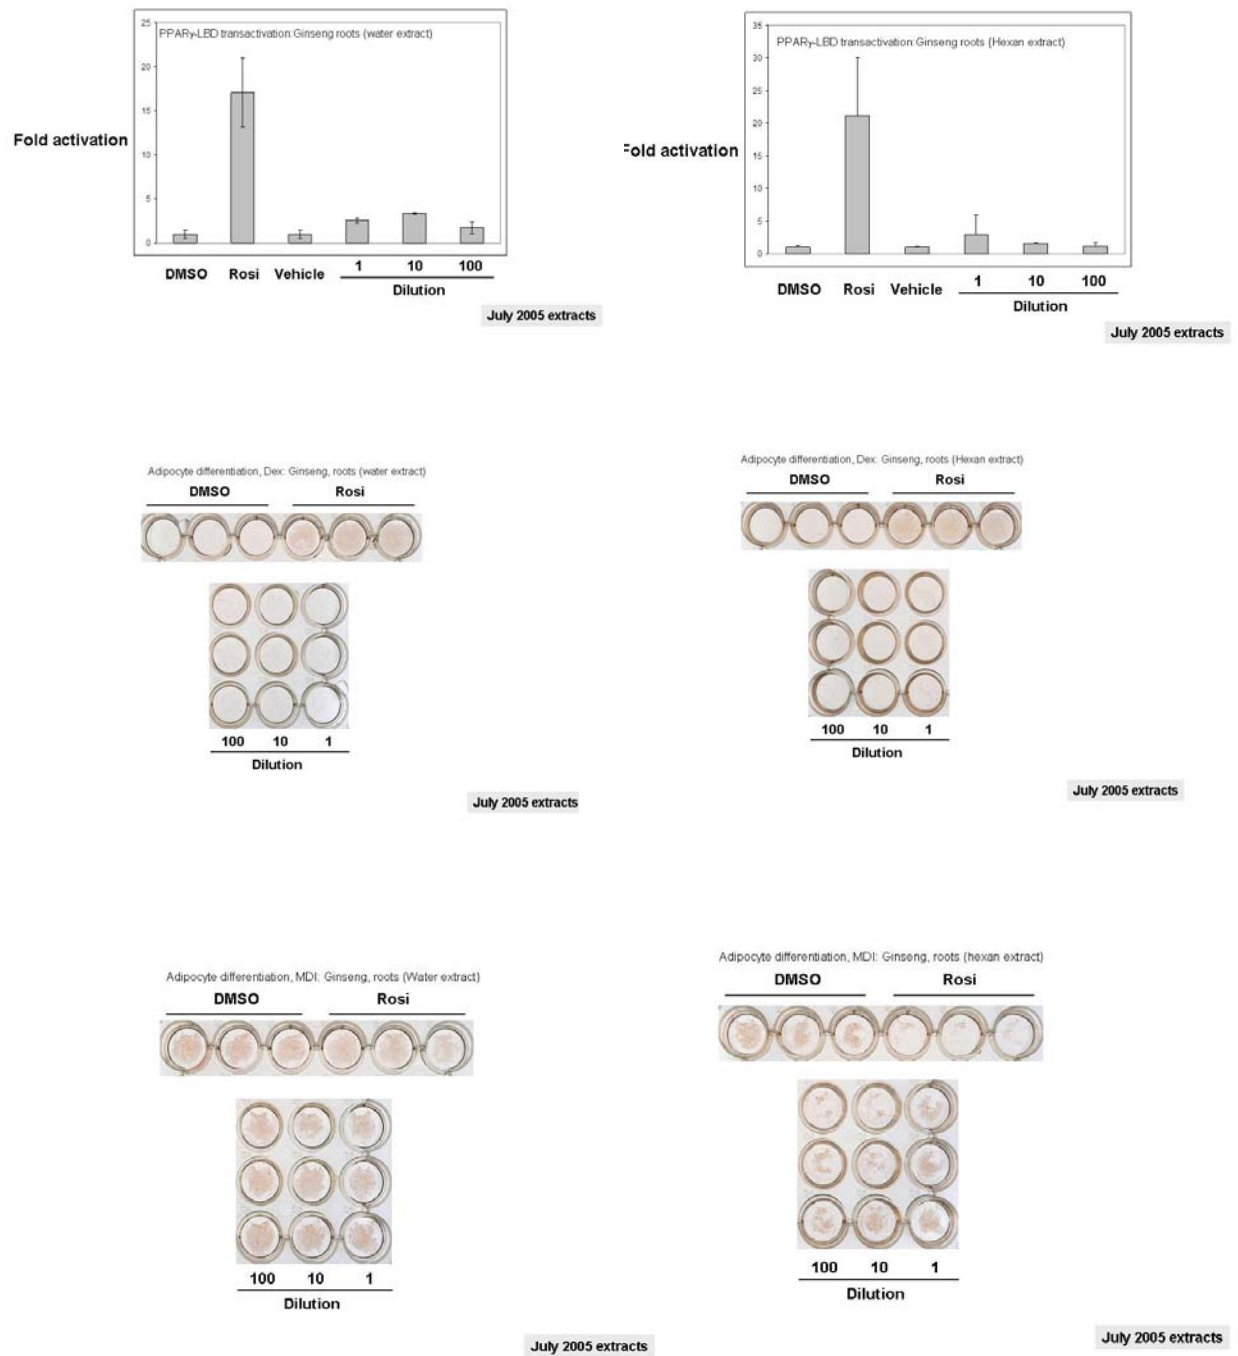 25
PPARγ-LBD transactivation:Ginseng roots (water extract)
20
15
Fold activation
10
5
0
DMSO Rosi Vehicle 1 10 100
Dilution
July 2005 extracts
35
PPARγ-LBD transactivation:Ginseng roots (Hexan extract)
30
25
20
Fold activation
15
10
5
0
DMSO Rosi Vehicle 1 10 100
Dilution
July 2005 extracts
Adipocyte differentiation, Dex: Ginseng, roots (water extract)
DMSO Rosi
100 10 1
Dilution
July 2005 extracts
Adipocyte differentiation, Dex: Ginseng, roots (Hexan extract)
DMSO Rosi
100 10 1
Dilution
July 2005 extracts
Adipocyte differentiation, MDI: Ginseng, roots (Water extract)
DMSO Rosi
100 10 1
Dilution
July 2005 extracts
Adipocyte differentiation, MDI: Ginseng, roots (hexan extract)
DMSO Rosi
100 10 1
Dilution
July 2005 extracts